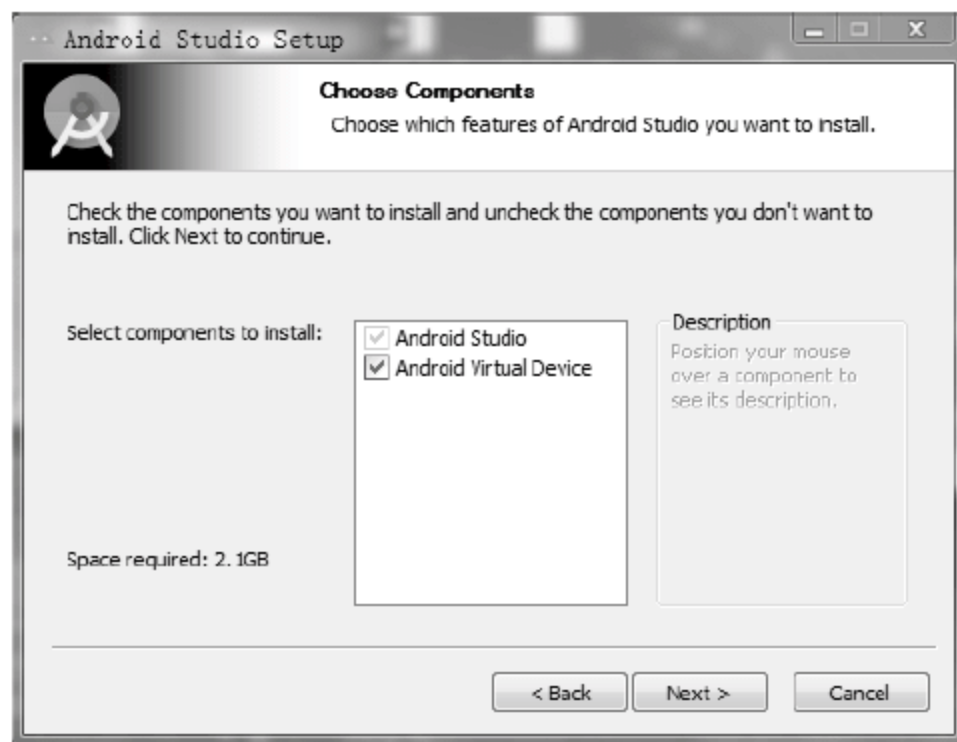 Android Studio Setup
Choose Components
Choose which features of Android Studio you want to install.
Check the components you want to install and uncheck the components you don't want to
install. Click Next to continue.
Select components to install:
Android Studio
Android Virtual Device
Description
Position your mouse
over a component to
see its description.
Space required: 2.1GB
< Back
Next >
Cancel